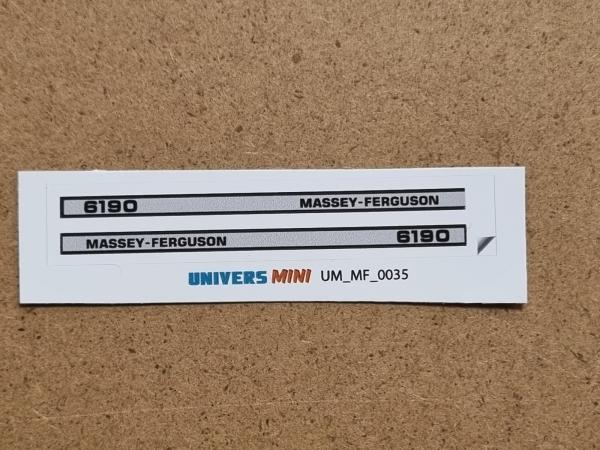 6190 MASSEY-FERGUSON
MASSEY-FERGUSON 6190
UNIVERS MINI UM_MF_0035